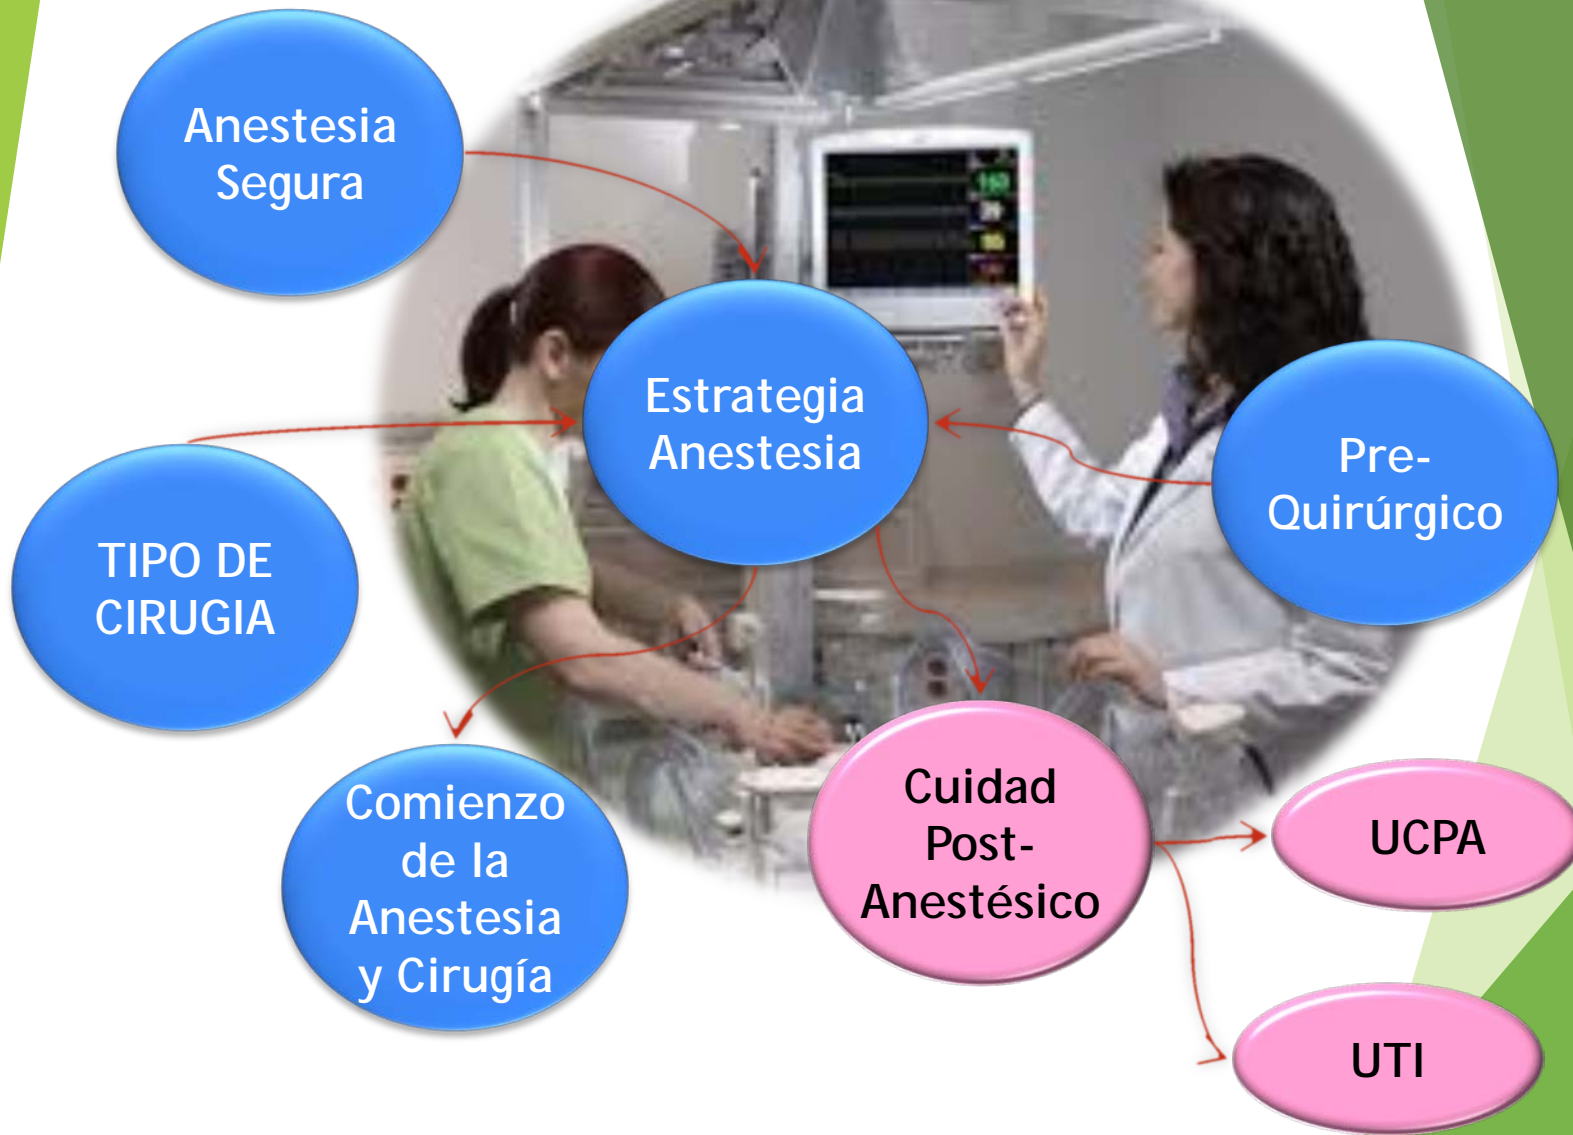 Anestesia
Segura
Estrategia
Anestesia
Pre-
Quirúrgico
TIPO DE
CIRUGIA
Comienzo
de la
Anestesia
y Cirugía
Cuidad
Post-
Anestésico
UCPA
UTI